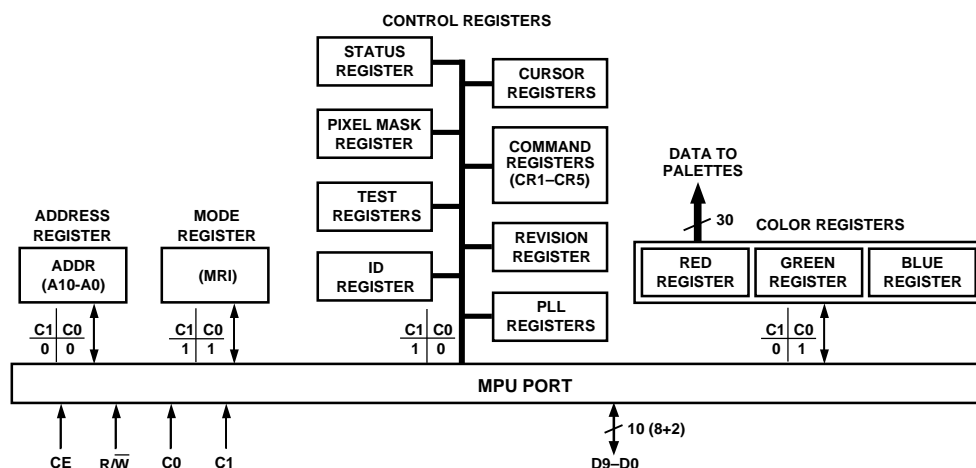 CONTROL REGISTERS
STATUS
REGISTER
CURSOR
REGISTERS
PIXEL MASK
REGISTER
COMMAND
REGISTERS
(CR1–CR5)
TEST
REGISTERS
REVISION
REGISTER
ID
REGISTER
PLL
REGISTERS
C1 C0
1 0
ADDRESS
REGISTER
ADDR
(A10-A0)
C1 C0
0 0
MODE
REGISTER
(MRI)
C1 C0
1 1
DATA TO
PALETTES
30
COLOR REGISTERS
RED
REGISTER
GREEN
REGISTER
BLUE
REGISTER
C1 C0
0 1
MPU PORT
CE
R/W̅
C0
C1
10 (8+2)
D9–D0